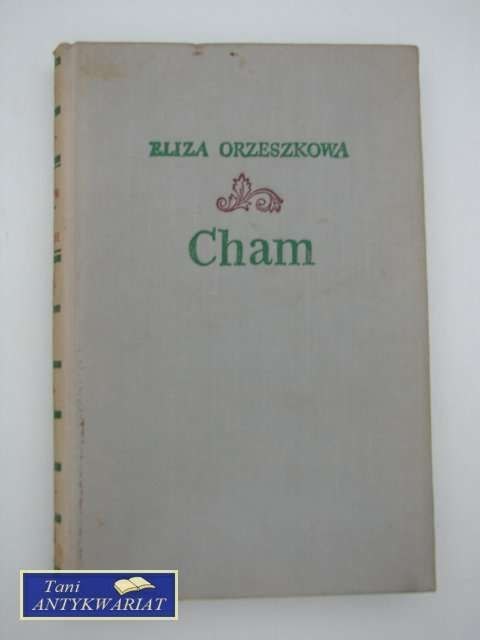 ELIZA ORZESZKOWA
Cham
Tani
ANTYKWARIAT